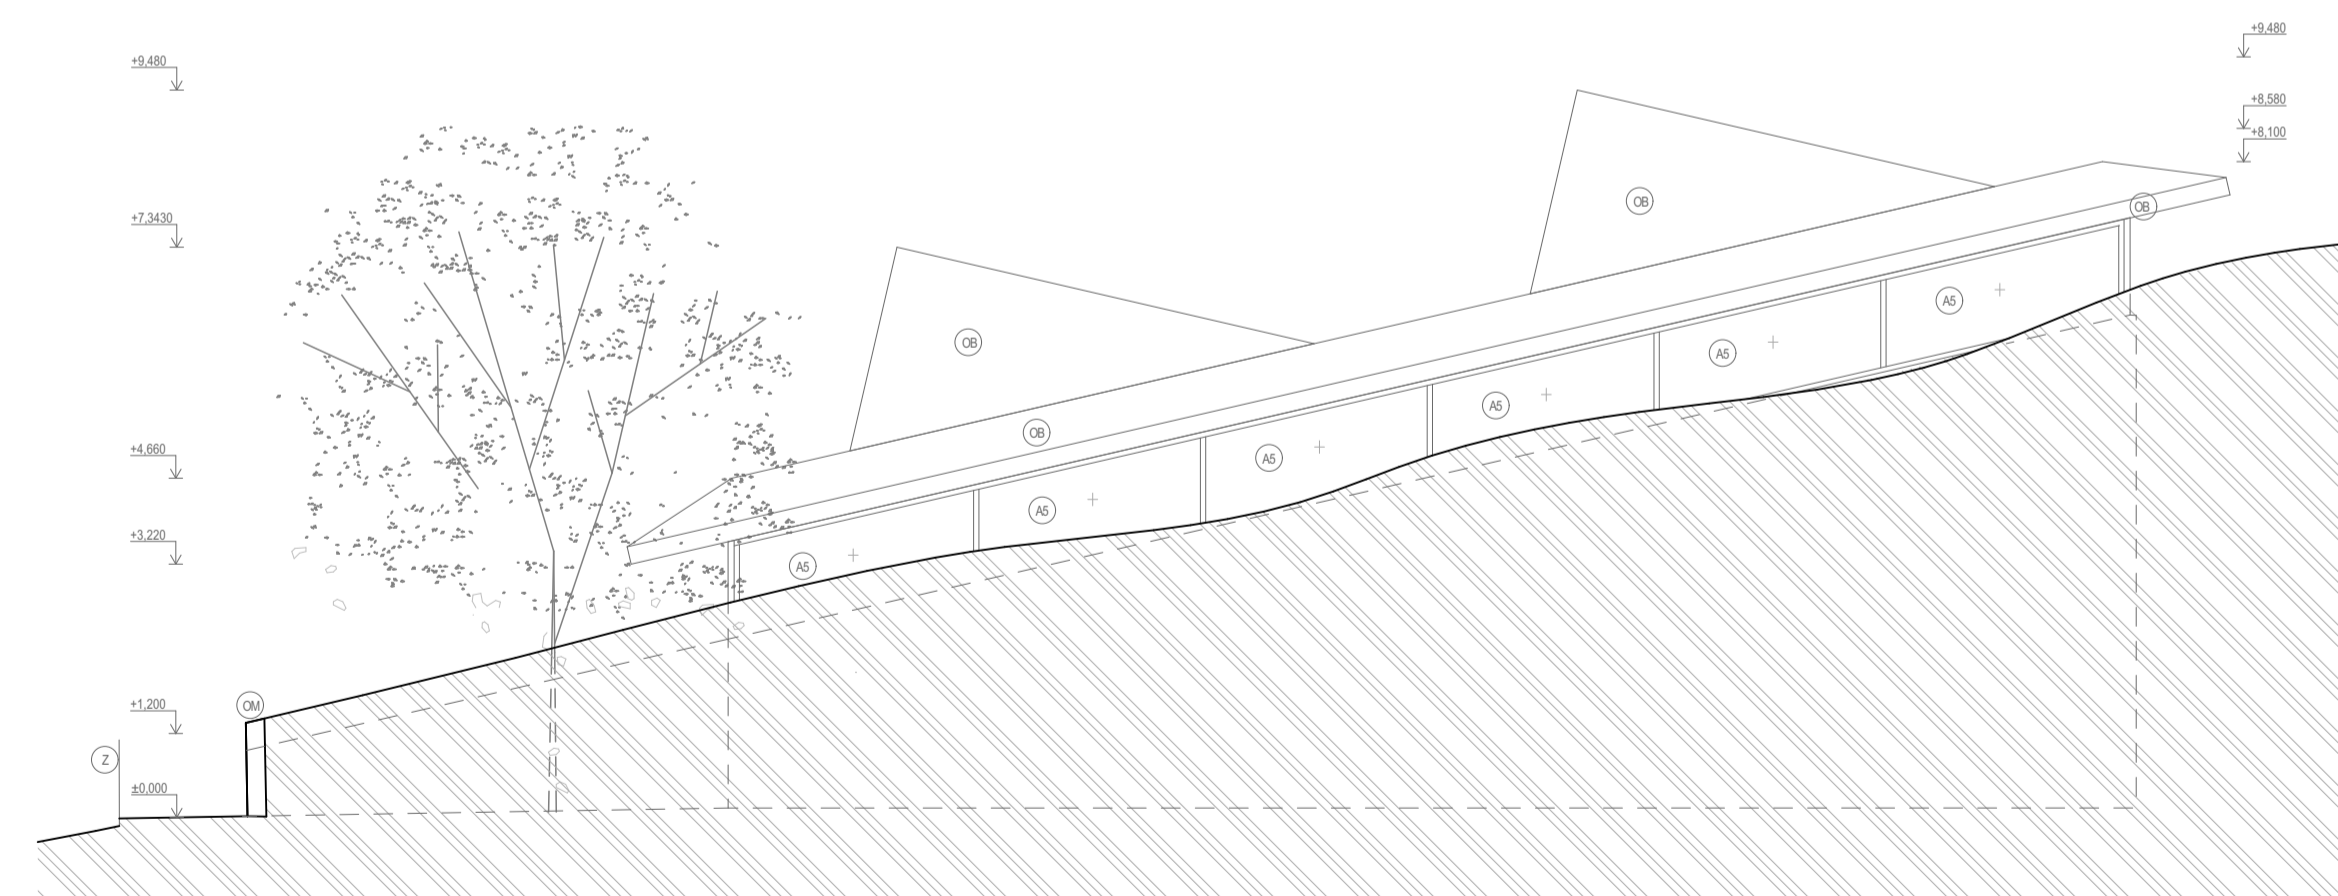 +9,480
+9,480
+8,580
+8,100
OB
OB
+7,3430
A5
OB
A5
A5
OB
+4,660
A5
A5
+3,220
A5
OM
+1,200
Z
±0,000